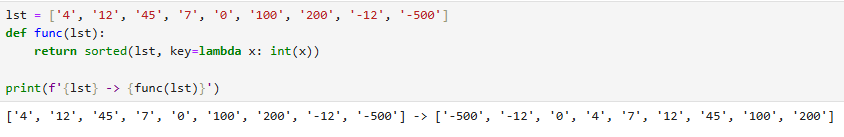 lst = ['4', '12', '45', '7', '0', '100', '200', '-12', '-500']
def func(lst):
    return sorted(lst, key=lambda x: int(x))
print(f'{lst} -> {func(lst)}')
['4', '12', '45', '7', '0', '100', '200', '-12', '-500'] -> ['-500', '-12', '0', '4', '7', '12', '45', '100', '200']